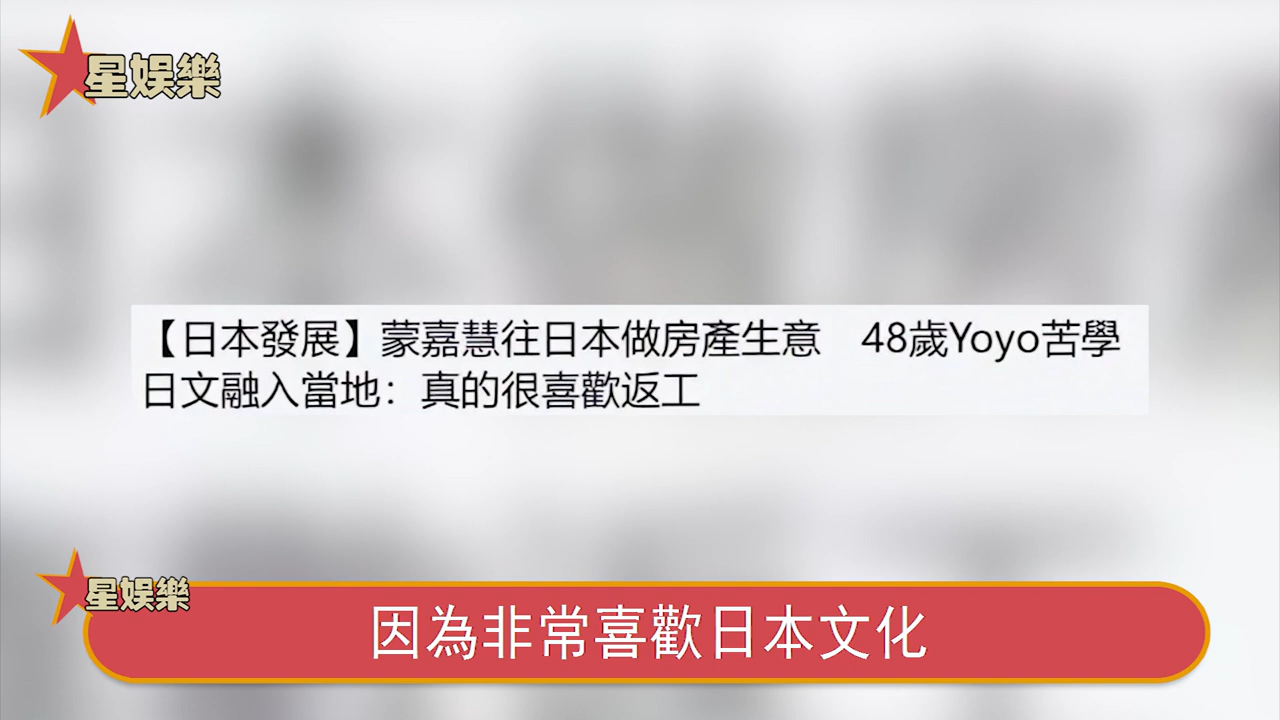 星娱樂
【日本發展】蒙嘉慧往日本做房產生意　48歲Yoyo苦學
日文融入當地：真的很喜歡返工
星娱樂
因為非常喜歡日本文化